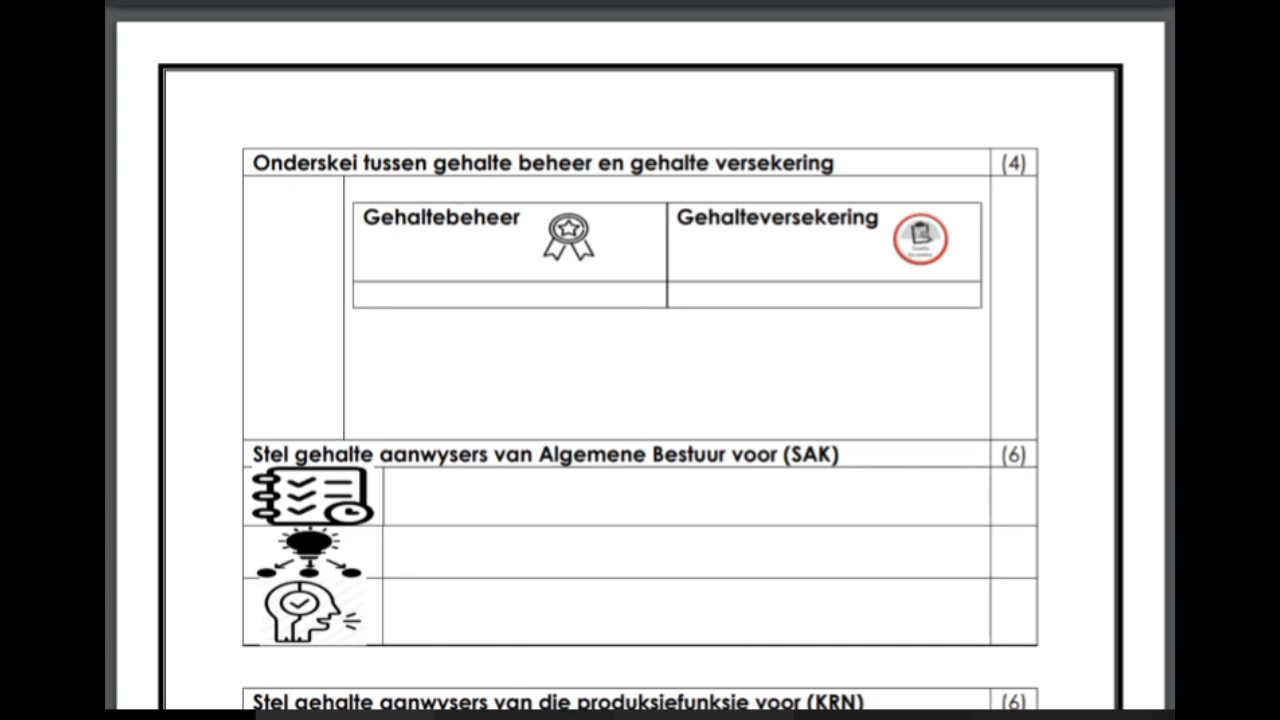 Onderskei tussen gehalte beheer en gehalte versekering (4)
Gehaltebeheer Gehalteversekering
Stel gehalte aanwysers van Algemene Bestuur voor (SAK) (6)
Stel gehalte aanwysers van die produksiefunksie voor (KRN) (6)